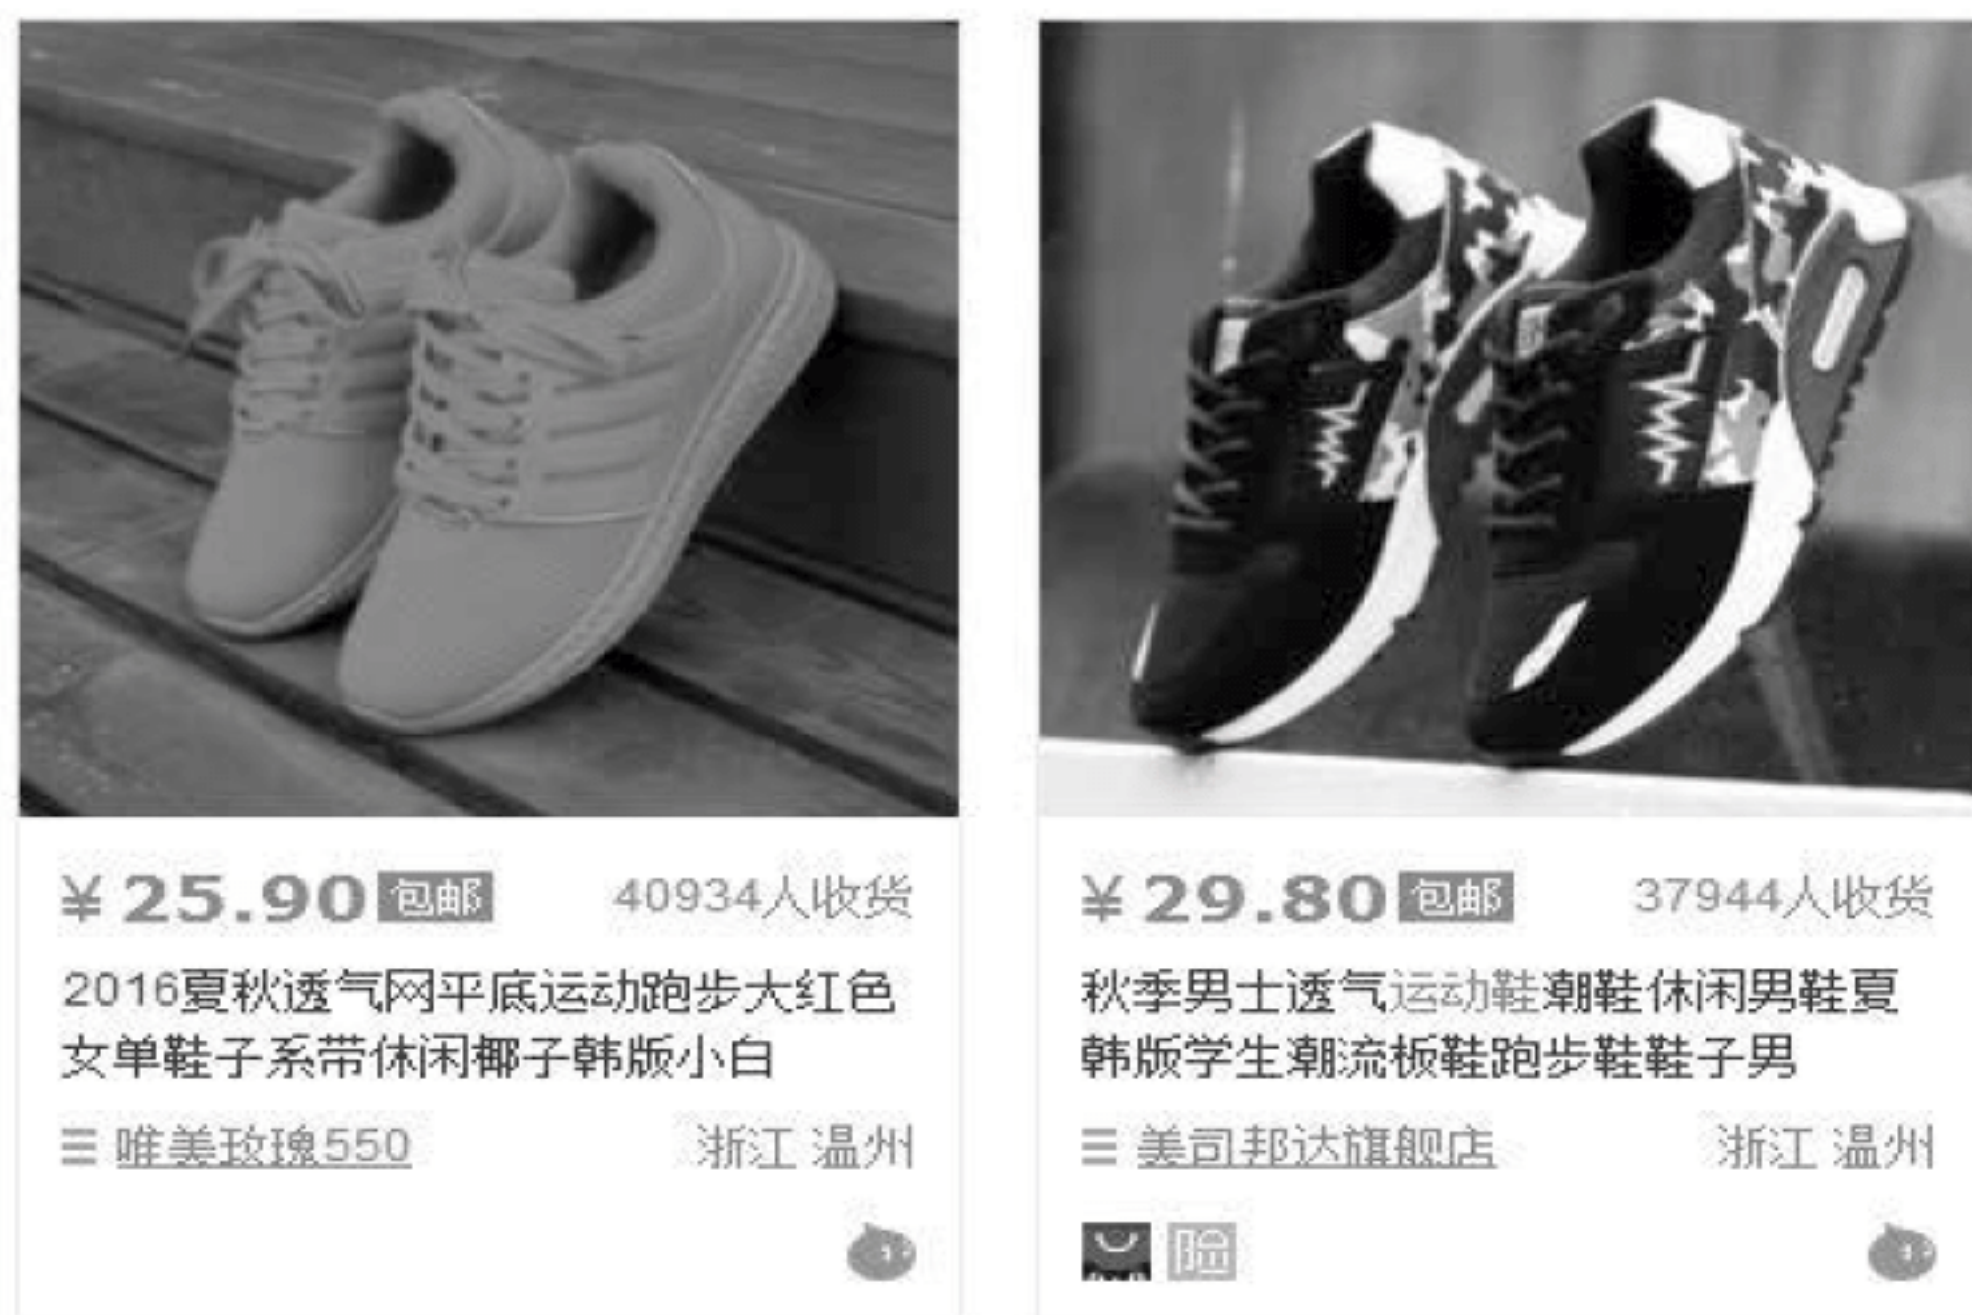 ¥25.90 包邮 40934人收货
2016夏秋透气网平底运动跑步大红色
女单鞋子系带休闲椰子韩版小白
唯美玫瑰550 浙江 温州
¥29.80 包邮 37944人收货
秋季男士透气运动鞋潮鞋休闲男鞋夏
韩版学生潮流板鞋跑步鞋鞋子男
美司邦达旗舰店 浙江 温州
险